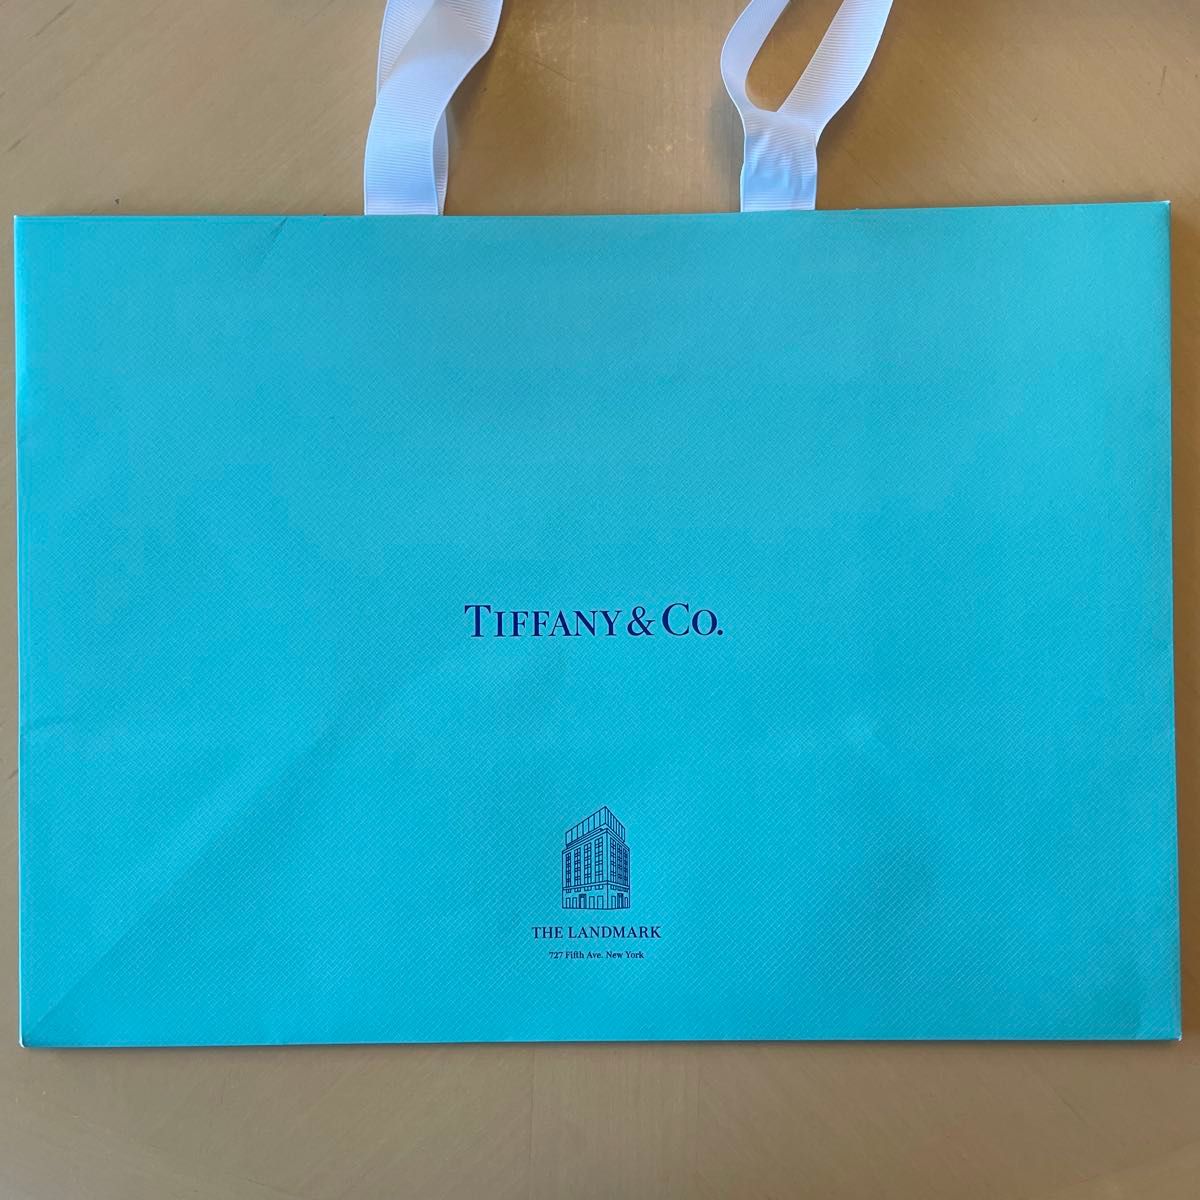 TIFFANY & CO.
THE LANDMARK
727 Fifth Ave. New York